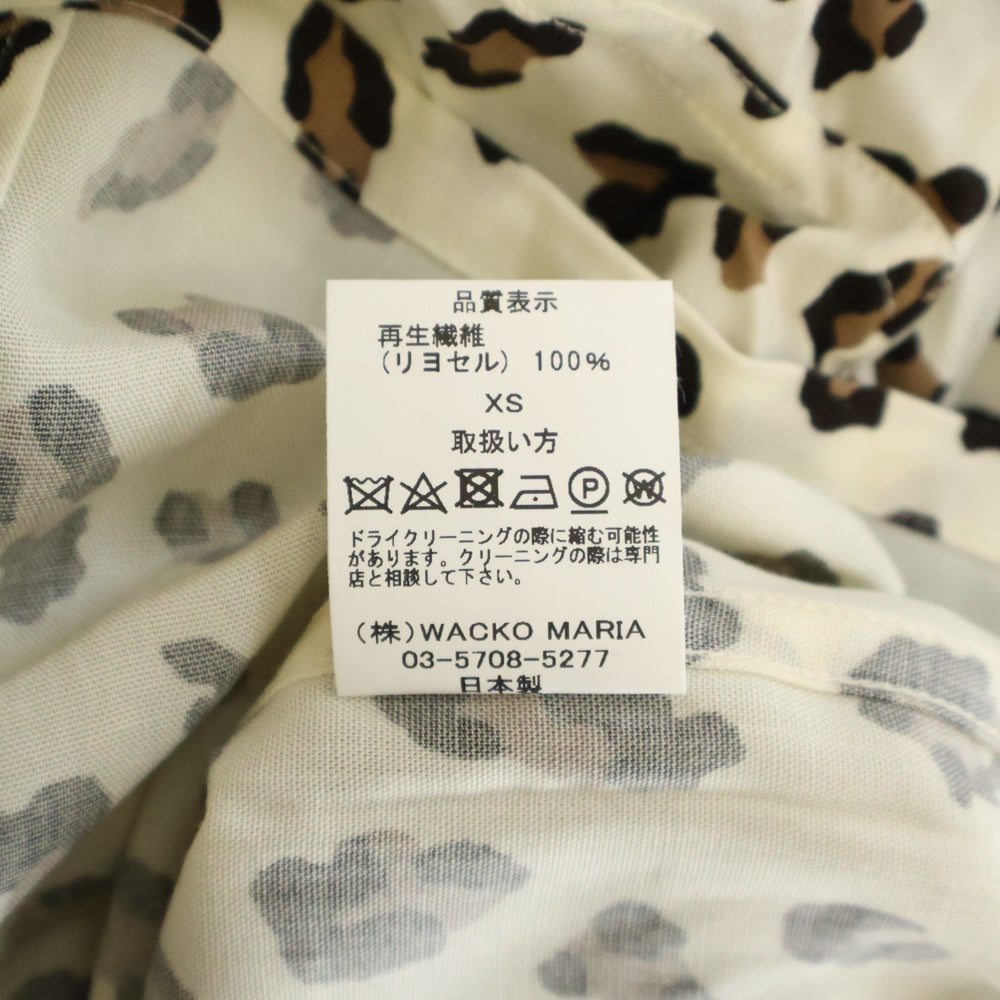 品質表示
再生繊維
（リヨセル） 100%
XS
取扱い方
P W
ドライクリーニングの際に縮む可能性
があります。クリーニングの際は専門
店と相談して下さい。
（株）WACKO MARIA
03-5708-5277
日本製